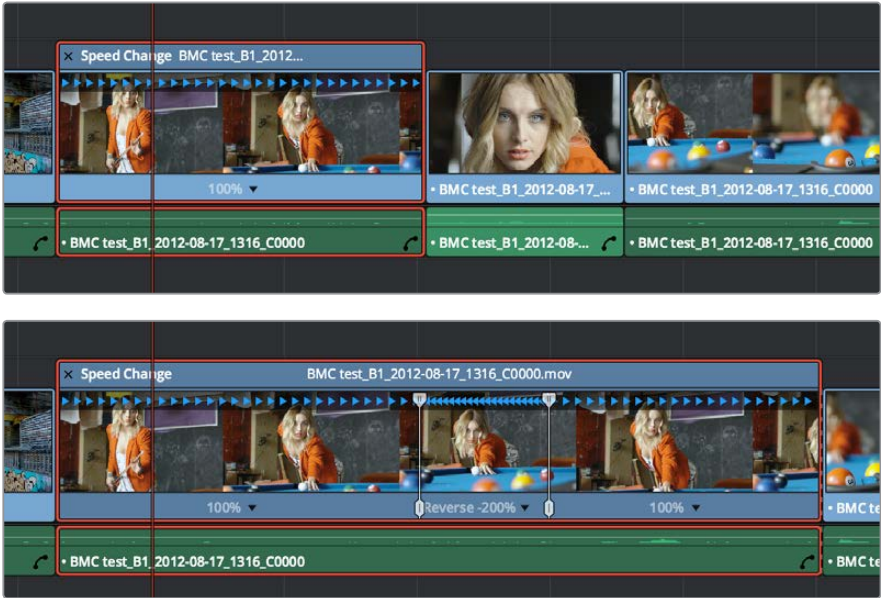 × Speed Change BMC test_B1_2012...
100% ▼
• BMC test_B1_2012-08-17_...
• BMC test_B1_2012-08-17_1316_C0000
• BMC test_B1_2012-08-17_1316_C0000
• BMC test_B1_2012-08-...
• BMC test_B1_2012-08-17_1316_C0000
× Speed Change
BMC test_B1_2012-08-17_1316_C0000.mov
100% ▼
Reverse -200% ▼
100% ▼
• BMC te
• BMC test_B1_2012-08-17_1316_C0000
• BMC te